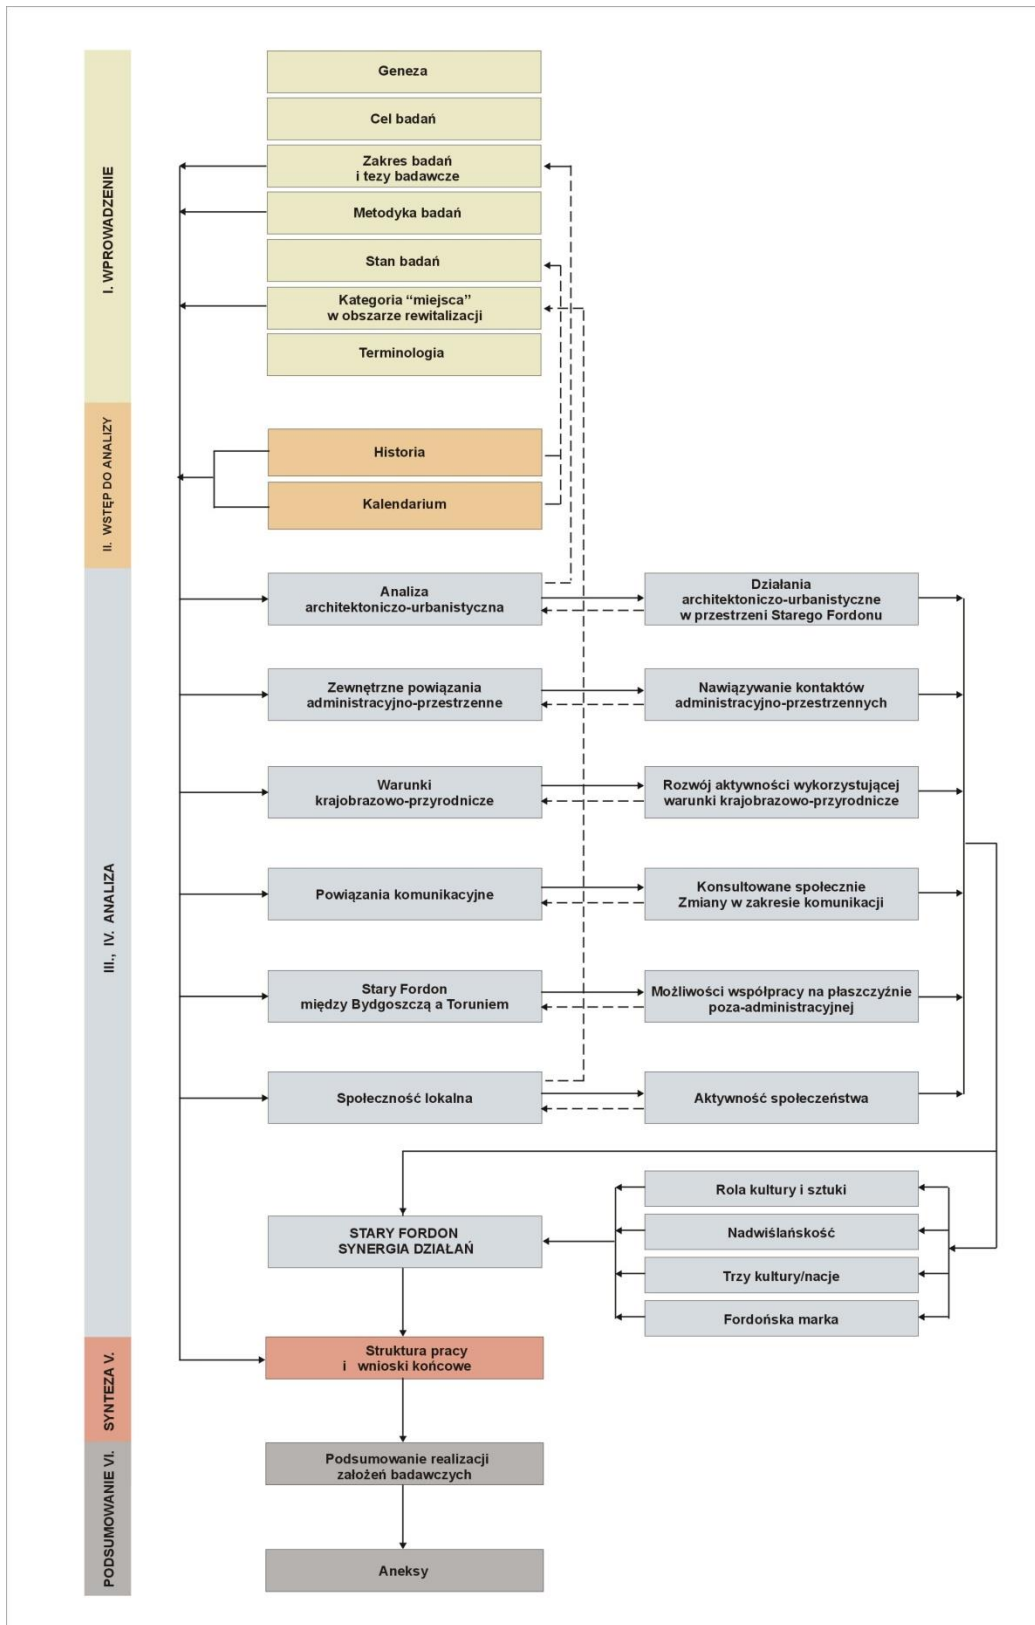 I. WPROWADZENIE
Geneza
Cel badań
Zakres badań
i tezy badawcze
Metodyka badań
Stan badań
Kategoria “miejsca”
w obszarze rewitalizacji
Terminologia
II. WSTĘP DO ANALIZY
Historia
Kalendarium
III., IV. ANALIZA
Analiza
architektoniczo-urbanistyczna
Działania
architektoniczo-urbanistyczne
w przestrzeni Starego Fordonu
Zewnętrzne powiązania
administracyjno-przestrzenne
Nawiązywanie kontaktów
administracyjno-przestrzennych
Warunki
krajobrazowo-przyrodnicze
Rozwój aktywności wykorzystującej
warunki krajobrazowo-przyrodnicze
Powiązania komunikacyjne
Konsultowane społecznie
Zmiany w zakresie komunikacji
Stary Fordon
między Bydgoszczą a Toruniem
Możliwości współpracy na płaszczyźnie
poza-administracyjnej
Społeczność lokalna
Aktywność społeczeństwa
STARY FORDON
SYNERGIA DZIAŁAŃ
Rola kultury i sztuki
Nadwiślańskość
Trzy kultury/nacje
Fordońska marka
SYNTEZA V.
Struktura pracy
i wnioski końcowe
PODSUMOWANIE VI.
Podsumowanie realizacji
założeń badawczych
Aneksy